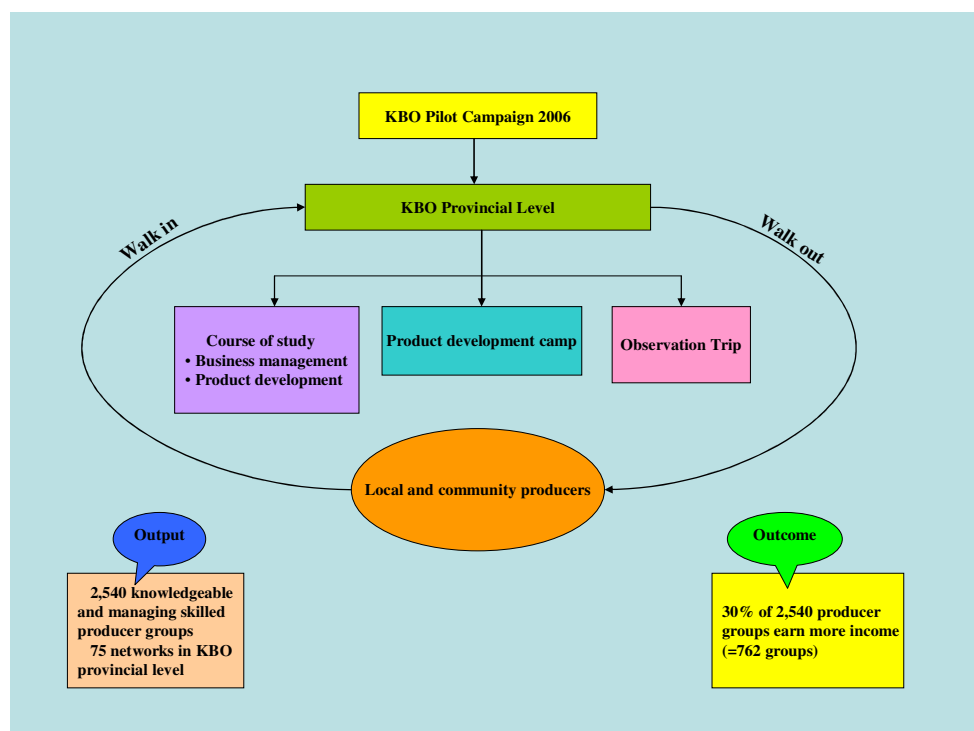 KBO Pilot Campaign 2006
KBO Provincial Level
Walk in
Walk out
Course of study
• Business management
• Product development
Product development camp
Observation Trip
Local and community producers
Output
2,540 knowledgeable
and managing skilled
producer groups
75 networks in KBO
provincial level
Outcome
30% of 2,540 producer
groups earn more income
(=762 groups)